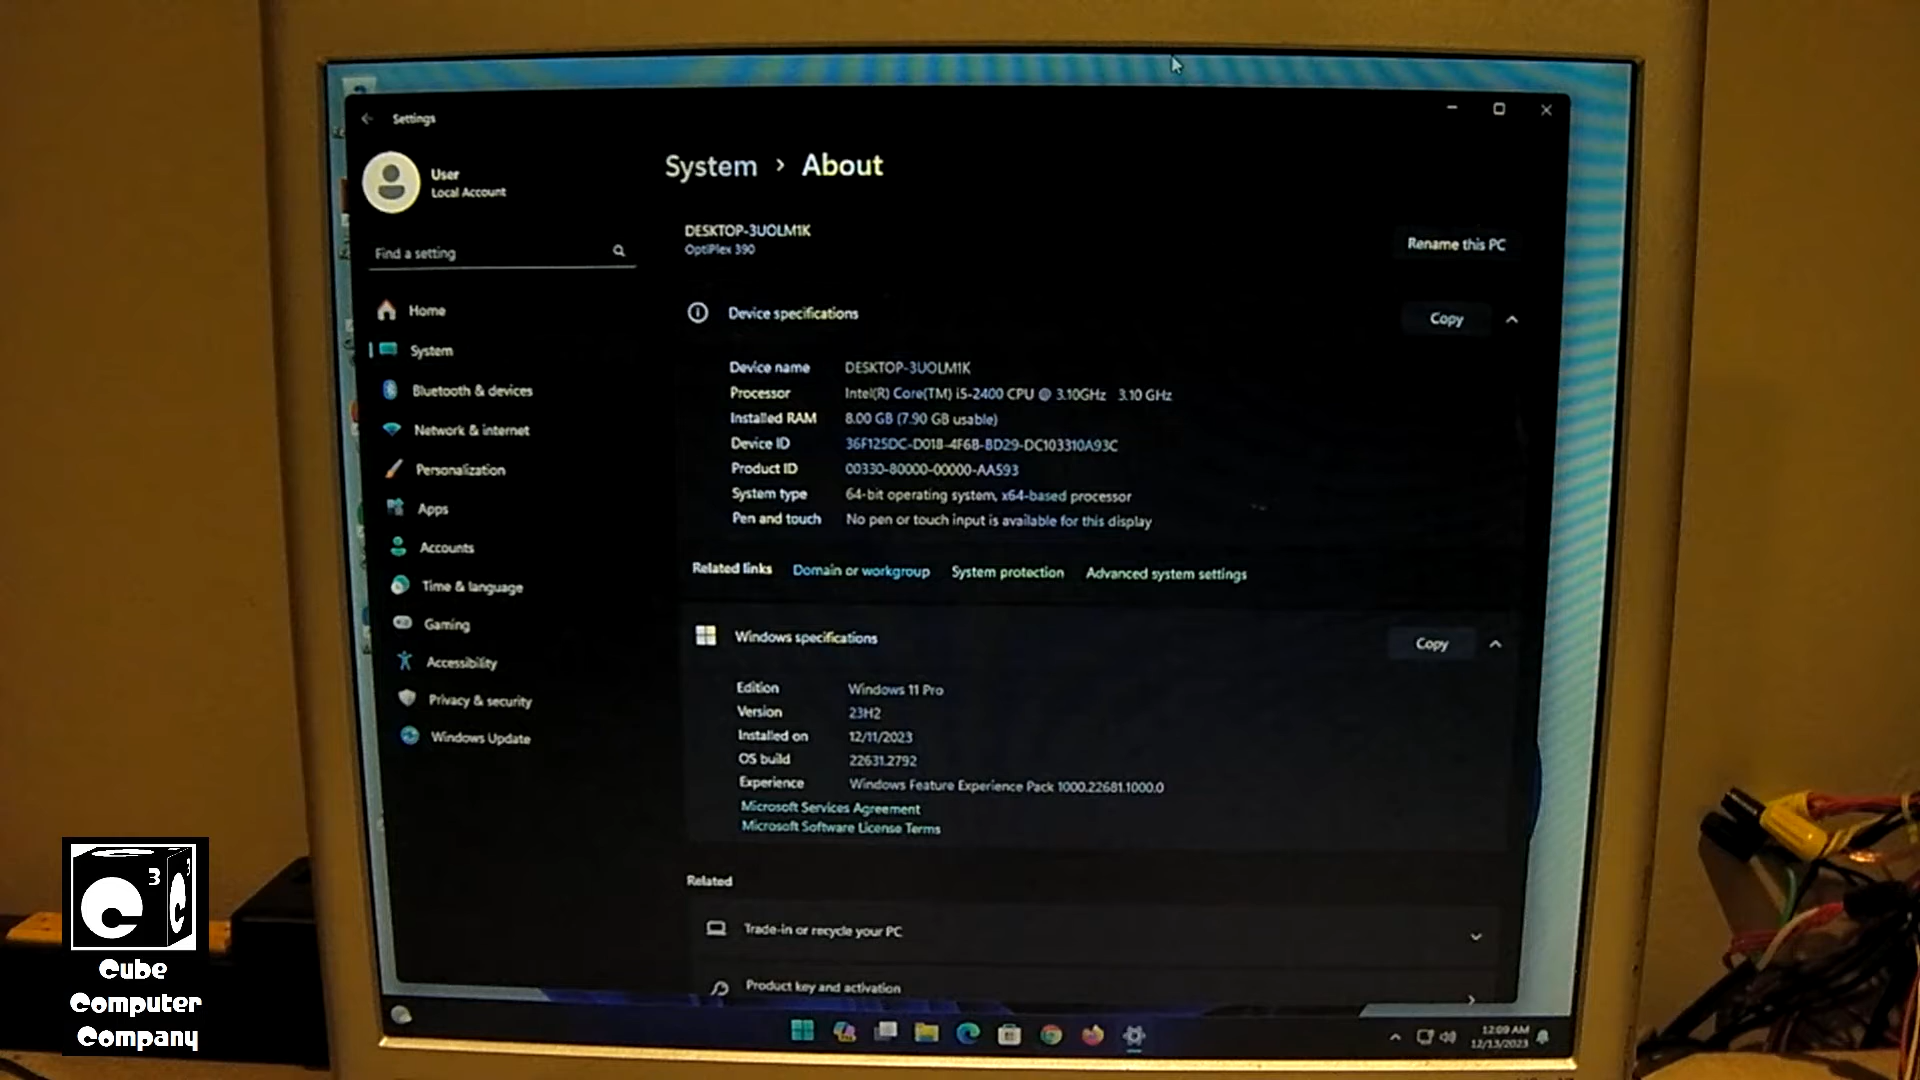 Settings
User
Local Account
Find a setting
Home
System
Bluetooth & devices
Network & internet
Personalization
Apps
Accounts
Time & language
Gaming
Accessibility
Privacy & security
Windows Update
System > About
DESKTOP-3UOLM1K
OptiPlex 390
Rename this PC
Device specifications
Copy
Device name DESKTOP-3UOLM1K
Processor Intel(R) Core(TM) i5-2400 CPU @ 3.10GHz 3.10 GHz
Installed RAM 8.00 GB (7.90 GB usable)
Device ID 36F125DC-D01B-4F6B-BD29-DC103310A93C
Product ID 00330-80000-00000-AA593
System type 64-bit operating system, x64-based processor
Pen and touch No pen or touch input is available for this display
Related links Domain or workgroup System protection Advanced system settings
Windows specifications
Copy
Edition Windows 11 Pro
Version 23H2
Installed on 12/11/2023
OS build 22631.2792
Experience Windows Feature Experience Pack 1000.22681.1000.0
Microsoft Services Agreement
Microsoft Software License Terms
Related
Trade-in or recycle your PC
Product key and activation
12:09 AM
12/13/2023
C 3 C 3
Cube
Computer
Company